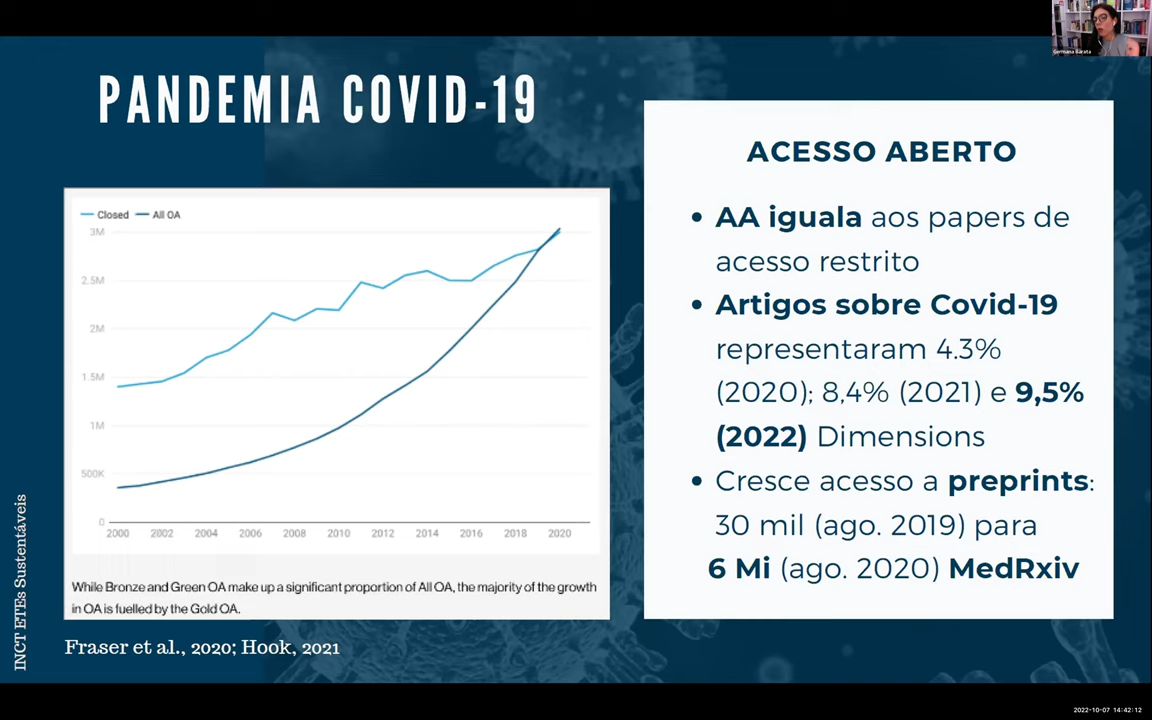 Germana Barata
PANDEMIA COVID-19
Closed All OA
3M
2.5M
2M
1.5M
1M
500K
0
2000 2002 2004 2006 2008 2010 2012 2014 2016 2018 2020
While Bronze and Green OA make up a significant proportion of All OA, the majority of the growth
in OA is fuelled by the Gold OA.
Fraser et al., 2020; Hook, 2021
INCT ETEs Sustentáveis
ACESSO ABERTO
• AA iguala aos papers de
acesso restrito
• Artigos sobre Covid-19
representaram 4.3%
(2020); 8,4% (2021) e 9,5%
(2022) Dimensions
• Cresce acesso a preprints:
30 mil (ago. 2019) para
6 Mi (ago. 2020) MedRxiv
2022-10-07 14:42:12